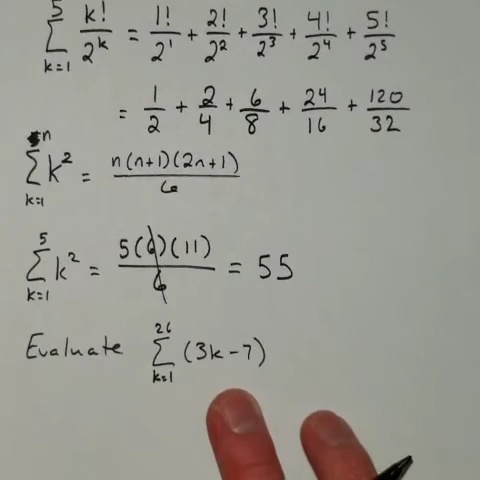 5 Σ k=1 k!/2^k = 1!/2^1 + 2!/2^2 + 3!/2^3 + 4!/2^4 + 5!/2^5
= 1/2 + 2/4 + 6/8 + 24/16 + 120/32
n Σ k=1 k^2 = n(n+1)(2n+1)/6
5 Σ k=1 k^2 = 5(6)(11)/6 = 55
Evaluate 26 Σ k=1 (3k-7)